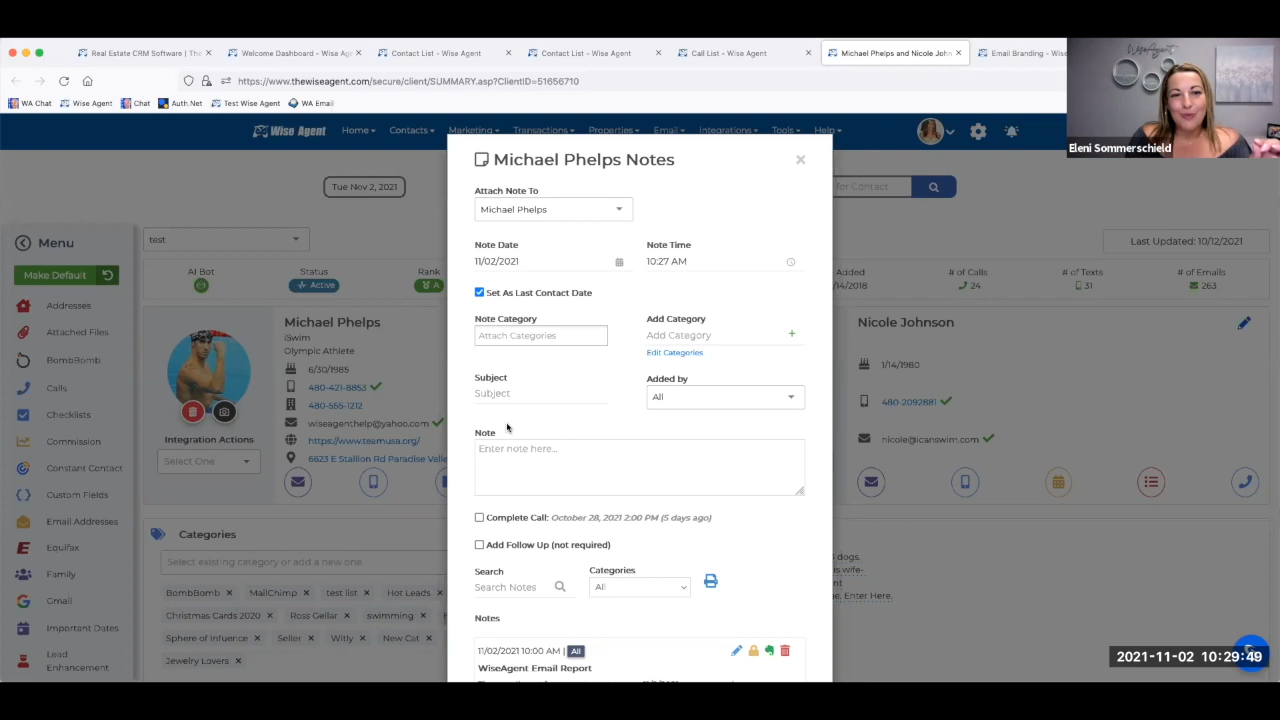 Real Estate CRM Software | The
Welcome Dashboard - Wise Age
Contact List - Wise Agent
Contact List - Wise Agent
Call List - Wise Agent
Michael Phelps and Nicole John
Email Branding - Wise
https://www.thewiseagent.com/secure/client/SUMMARY.asp?ClientID=51656710
WA Chat
Wise Agent
Chat
Auth.Net
Test Wise Agent
WA Email
Eleni Sommerschield
Wise Agent
Home
Contacts
Marketing
Transactions
Properties
Email
Integrations
Tools
Help
Tue Nov 2, 2021
for Contact
Menu
test
Last Updated: 10/12/2021
Make Default
AI Bot
Status
Active
Rank
A
Added
/14/2018
# of Calls
24
# of Texts
31
# of Emails
263
Addresses
Attached Files
BombBomb
Calls
Checklists
Commission
Constant Contact
Custom Fields
Email Addresses
Equifax
Family
Gmail
Important Dates
Lead
Enhancement
Michael Phelps
iSwim
Olympic Athlete
6/30/1985
480-421-8853
480-555-1212
wiseagenthelp@yahoo.com
https://www.teamusa.org/
6623 E Stallion Rd Paradise Valle
Integration Actions
Select One
Categories
Select existing category or add a new one
BombBomb ×
MailChimp ×
test list ×
Hot Leads ×
Christmas Cards 2020 ×
Ross Gellar ×
swimming ×
Sphere of Infuence ×
Seller ×
Witly ×
New Cat ×
Jewelry Lovers ×
Michael Phelps Notes
Attach Note To
Michael Phelps
Note Date
Note Time
11/02/2021
10:27 AM
Set As Last Contact Date
Note Category
Add Category
Attach Categories
Add Category
Edit Categories
Subject
Added by
Subject
All
Note
Enter note here...
Complete Call: October 28, 2021 2:00 PM (5 days ago)
Add Follow Up (not required)
Search
Categories
Search Notes
All
Notes
11/02/2021 10:00 AM | All
WiseAgent Email Report
Nicole Johnson
1/14/1980
480-2092881
nicole@icanswim.com
dogs.
is wife-
ct
e. Enter Here.
2021-11-02 10:29:49